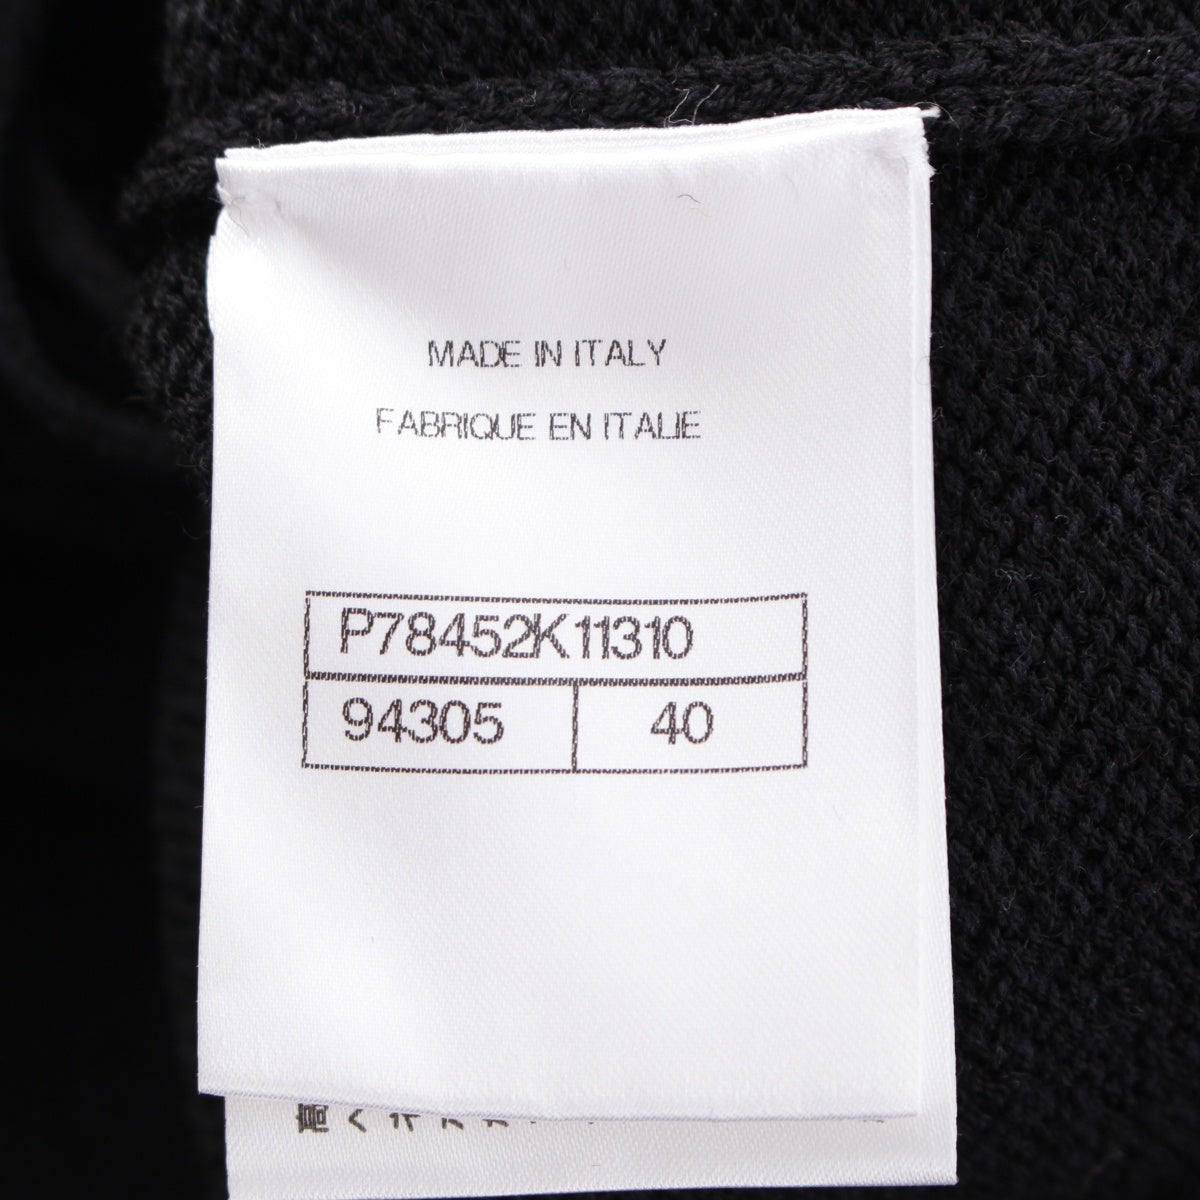 MADE IN ITALY
FABRIQUE EN ITALIE
P78452K11310
94305 40